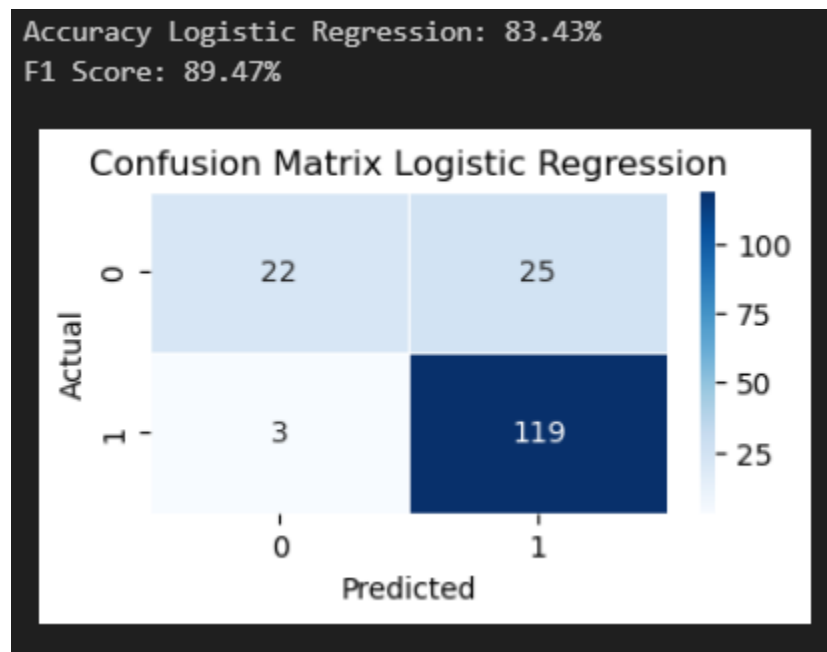 Accuracy Logistic Regression: 83.43%
F1 Score: 89.47%
Confusion Matrix Logistic Regression
Actual
0
22
25
1
3
119
0
1
Predicted
100
75
50
25